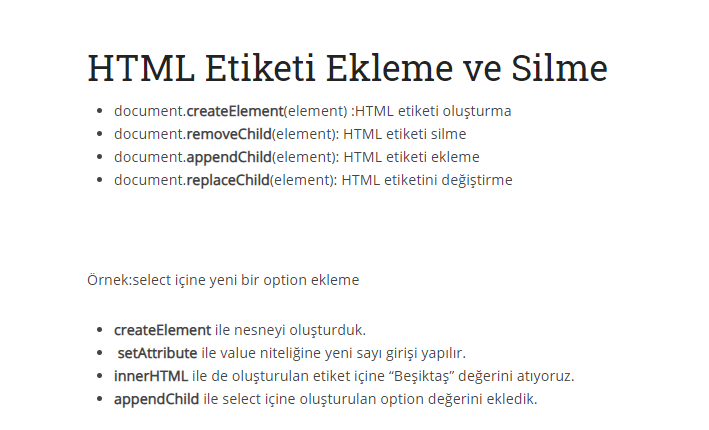 HTML Etiketi Ekleme ve Silme
• document.createElement(element) :HTML etiketi oluşturma
• document.removeChild(element): HTML etiketi silme
• document.appendChild(element): HTML etiketi ekleme
• document.replaceChild(element): HTML etiketini değiştirme
Örnek:select içine yeni bir option ekleme
• createElement ile nesneyi oluşturduk.
• setAttribute ile value niteliğine yeni sayı girişi yapılır.
• innerHTML ile de oluşturulan etiket içine “Beşiktaş” değerini atıyoruz.
• appendChild ile select içine oluşturulan option değerini ekledik.